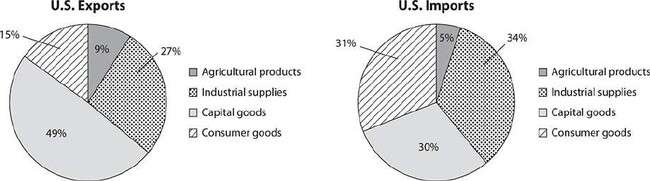 U.S. Exports
15%
9%
27%
49%
Agricultural products
Industrial supplies
Capital goods
Consumer goods
U.S. Imports
31%
5%
34%
30%
Agricultural products
Industrial supplies
Capital goods
Consumer goods